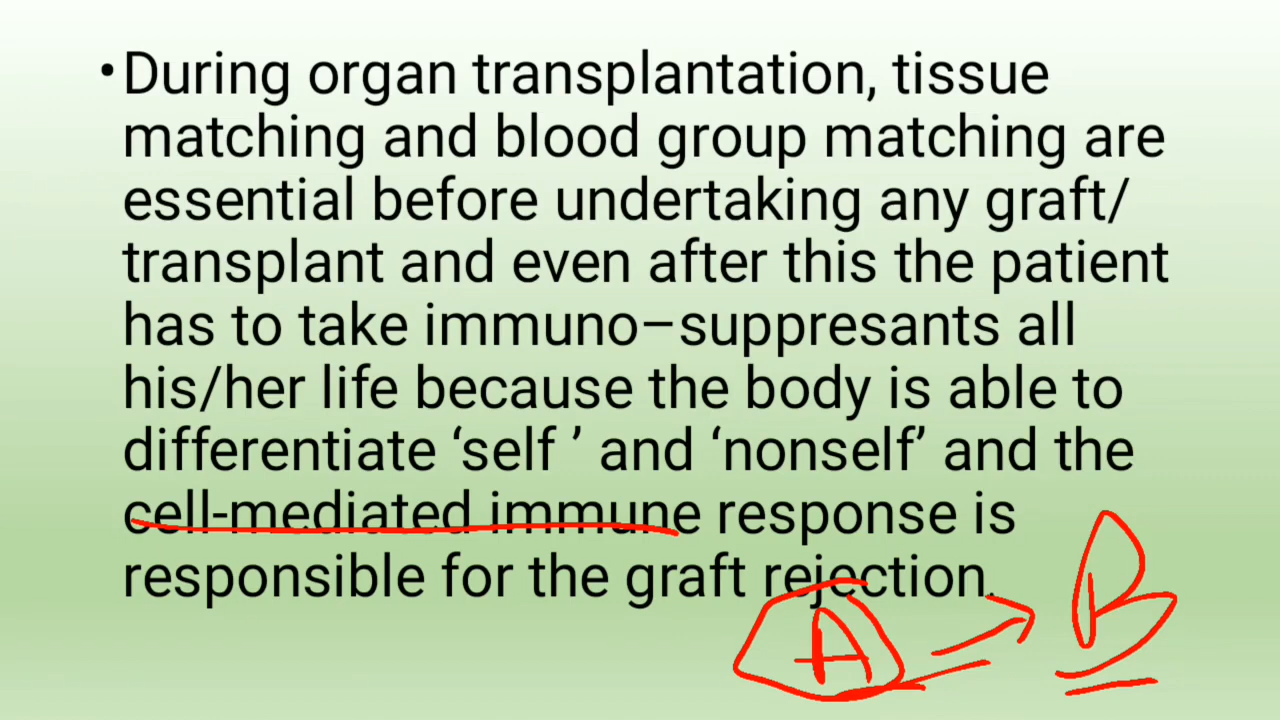 •During organ transplantation, tissue
matching and blood group matching are
essential before undertaking any graft/
transplant and even after this the patient
has to take immuno–suppresants all
his/her life because the body is able to
differentiate ‘self ’ and ‘nonself’ and the
cell-mediated immune response is
responsible for the graft rejection.
A B